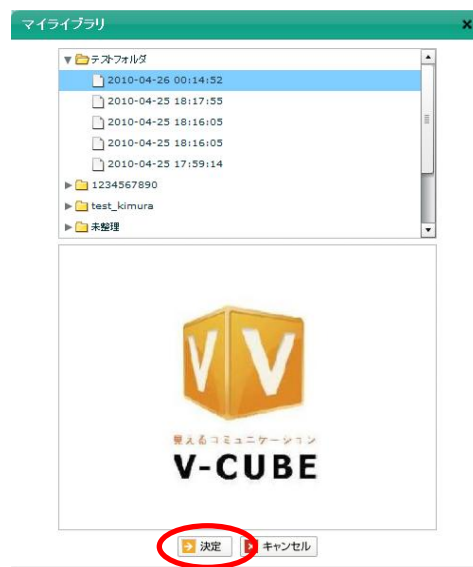 マイライブラリ
テストフォルダ
2010-04-26 00:14:52
2010-04-25 18:17:55
2010-04-25 18:16:05
2010-04-25 18:16:05
2010-04-25 17:59:14
1234567890
test_kimura
未整理
V V
見えるコミュニケーション
V-CUBE
決定 キャンセル